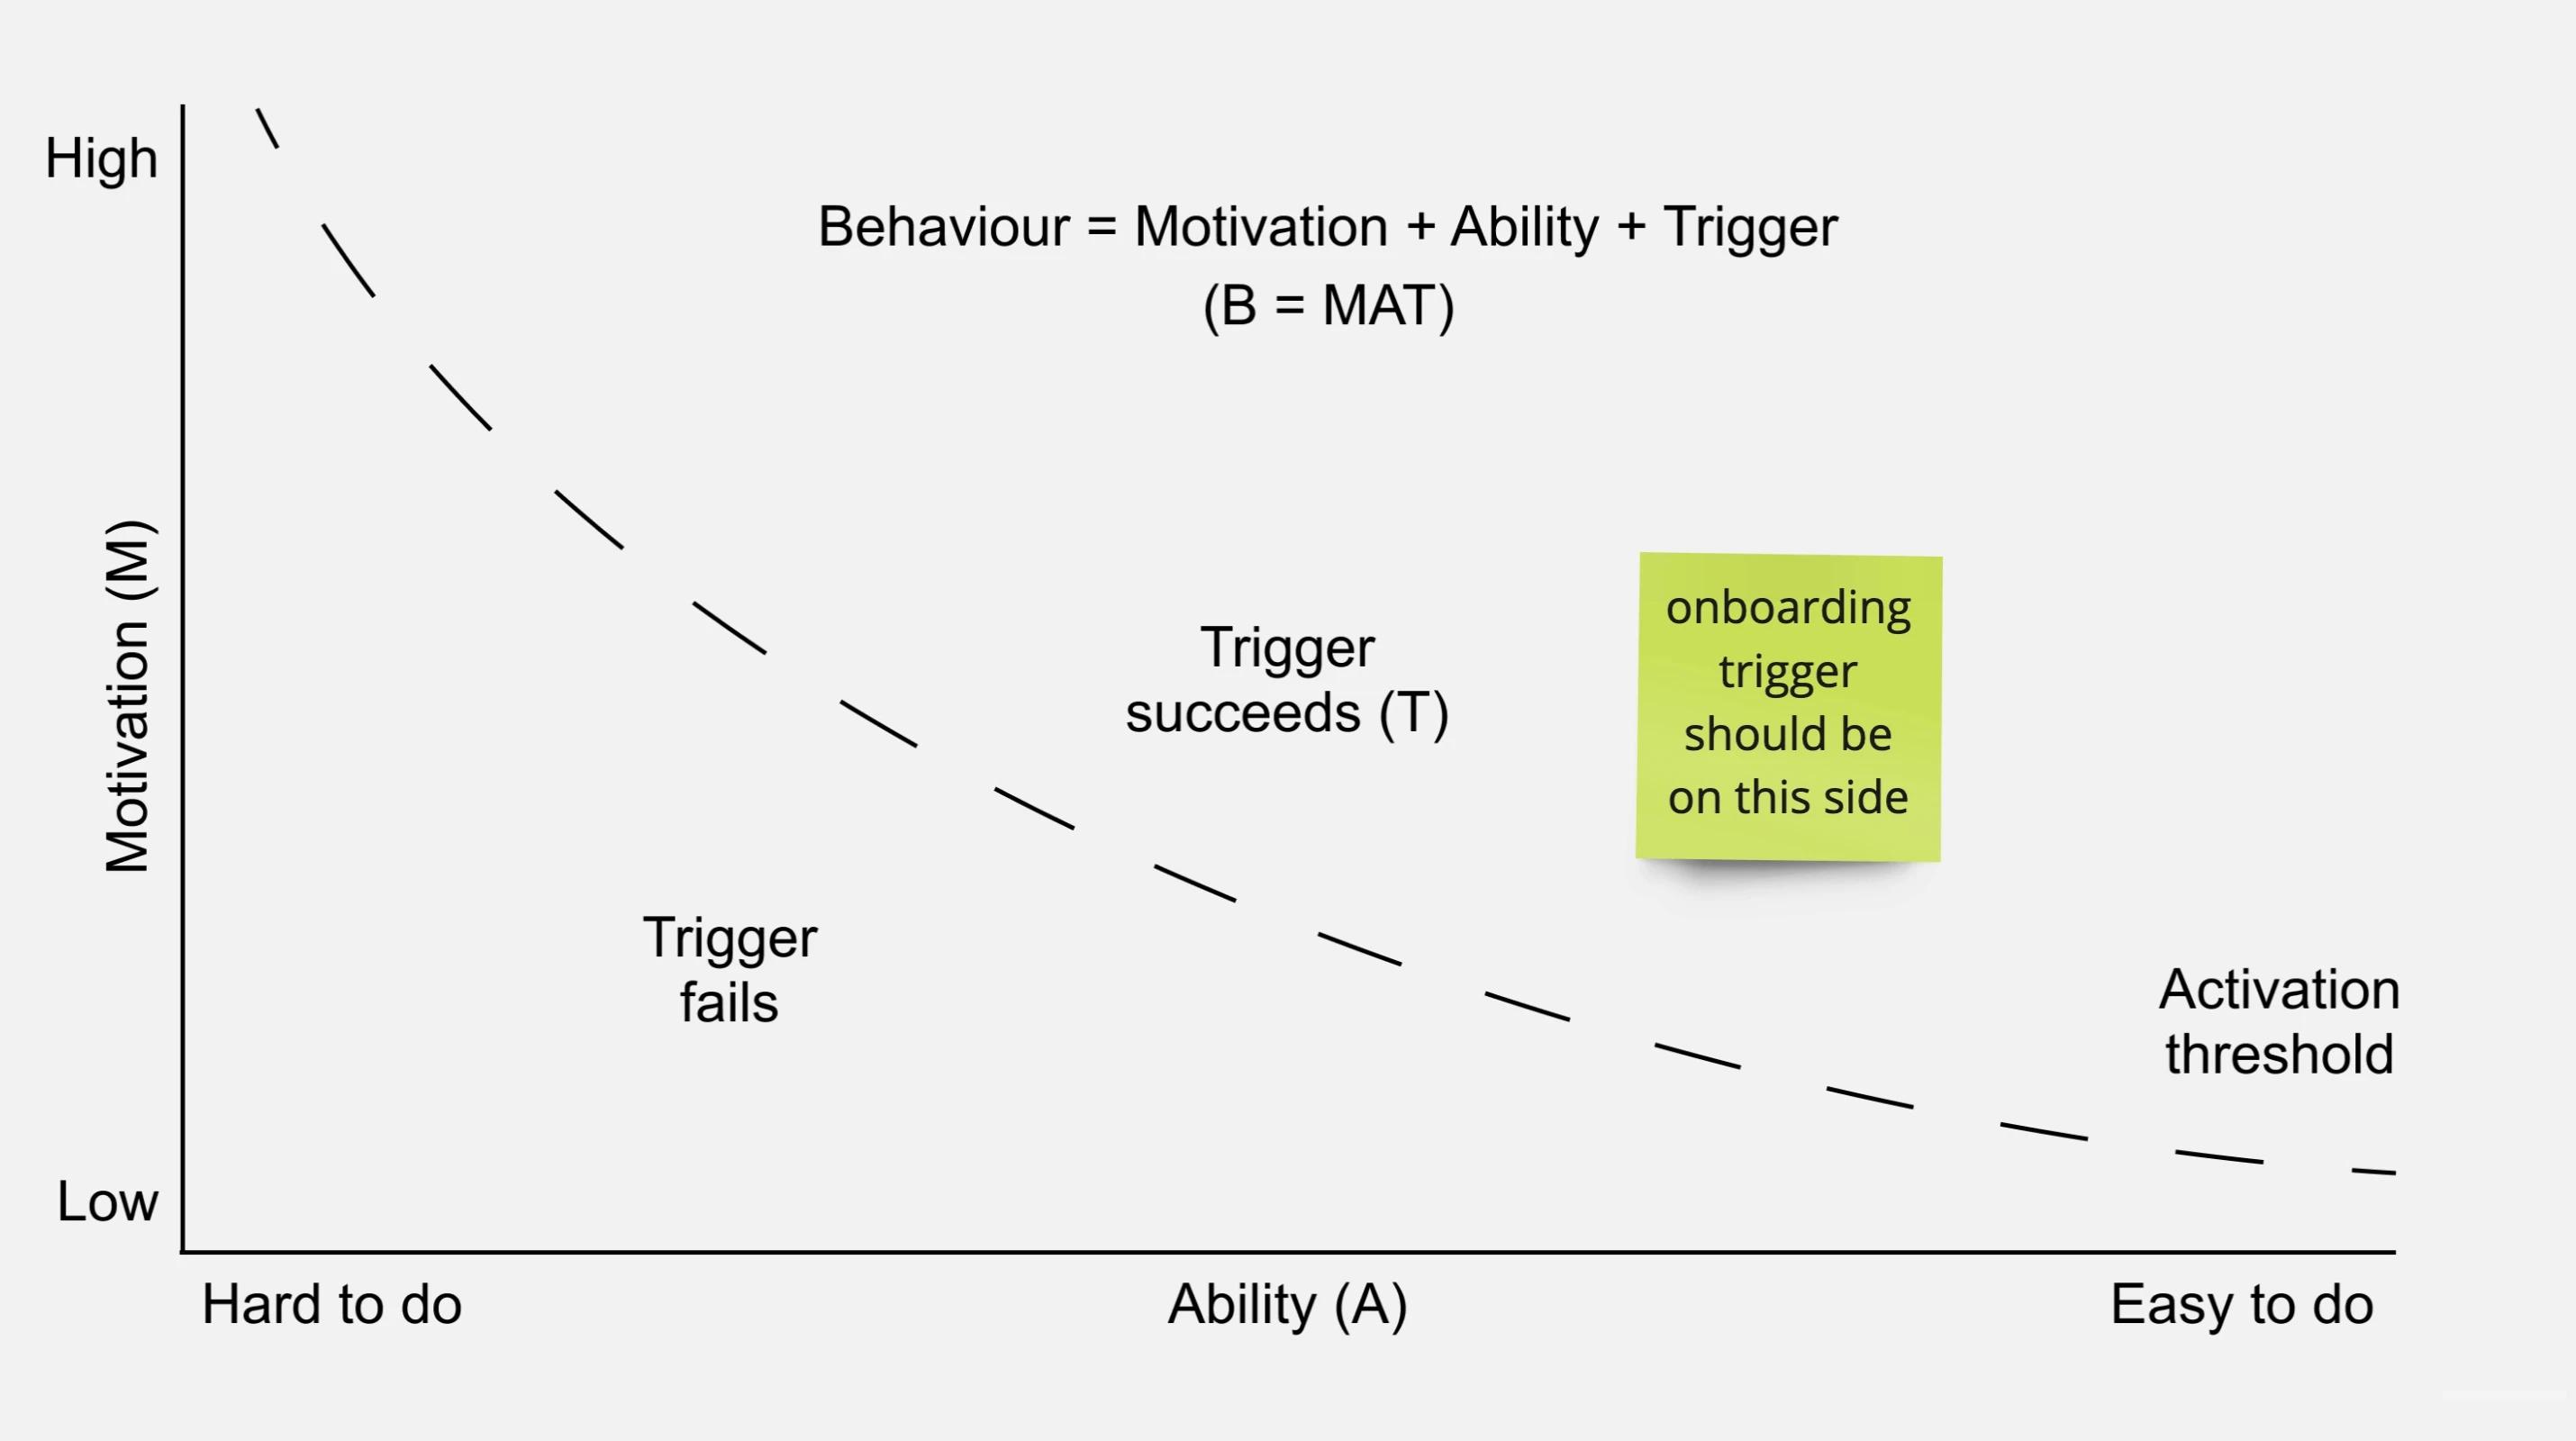 High
Behaviour = Motivation + Ability + Trigger
(B = MAT)
Motivation (M)
Trigger
succeeds (T)
onboarding
trigger
should be
on this side
Trigger
fails
Activation
threshold
Low
Hard to do
Ability (A)
Easy to do